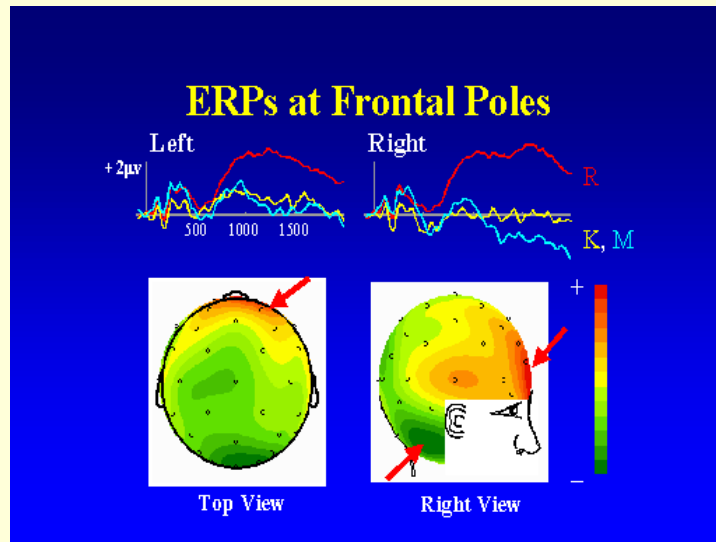 ERPs at Frontal Poles
Left Right
+2μv
R
500 1000 1500
K, M
+
−
Top View Right View